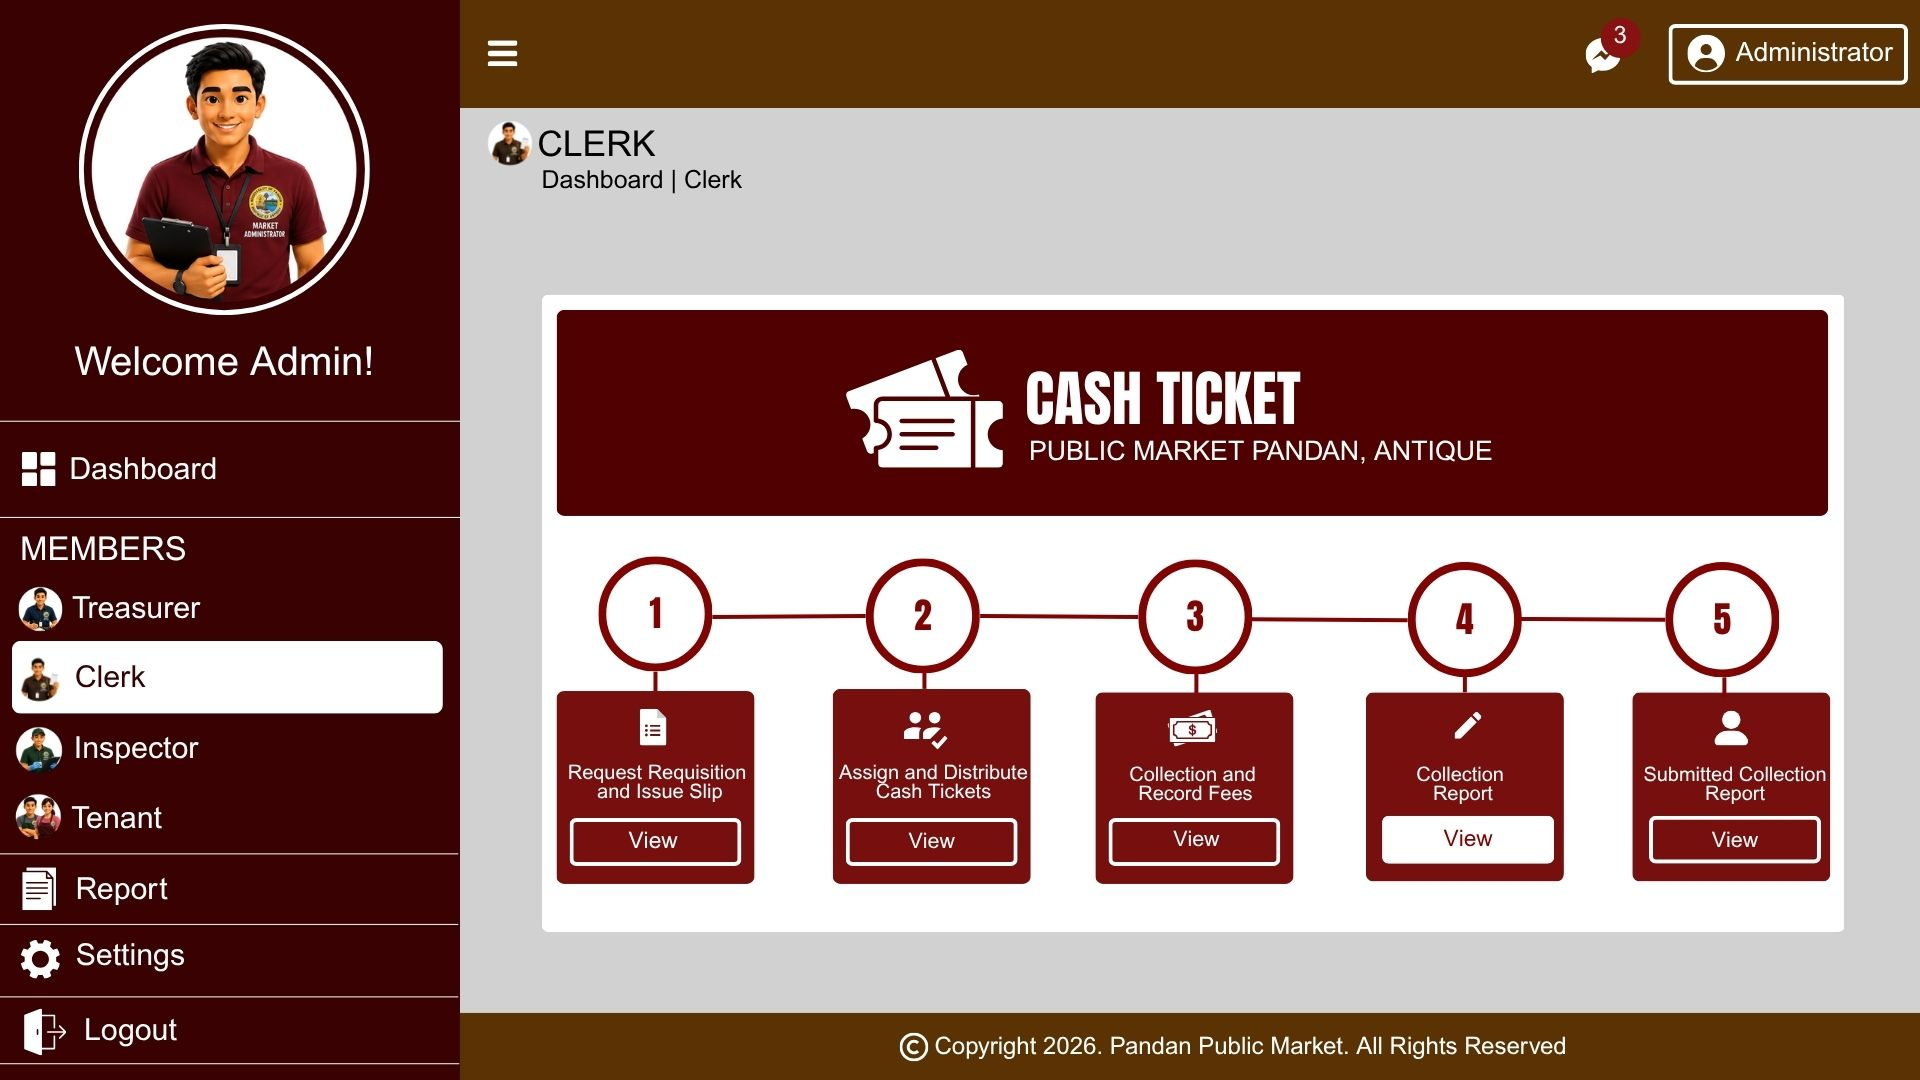 MARKET
ADMINISTRATOR
Welcome Admin!
Dashboard
MEMBERS
Treasurer
Clerk
Inspector
Tenant
Report
Settings
Logout
3
Administrator
CLERK
Dashboard | Clerk
CASH TICKET
PUBLIC MARKET PANDAN, ANTIQUE
1
2
3
4
5
Request Requisition
and Issue Slip
View
Assign and Distribute
Cash Tickets
View
Collection and
Record Fees
View
Collection
Report
View
Submitted Collection
Report
View
© Copyright 2026. Pandan Public Market. All Rights Reserved